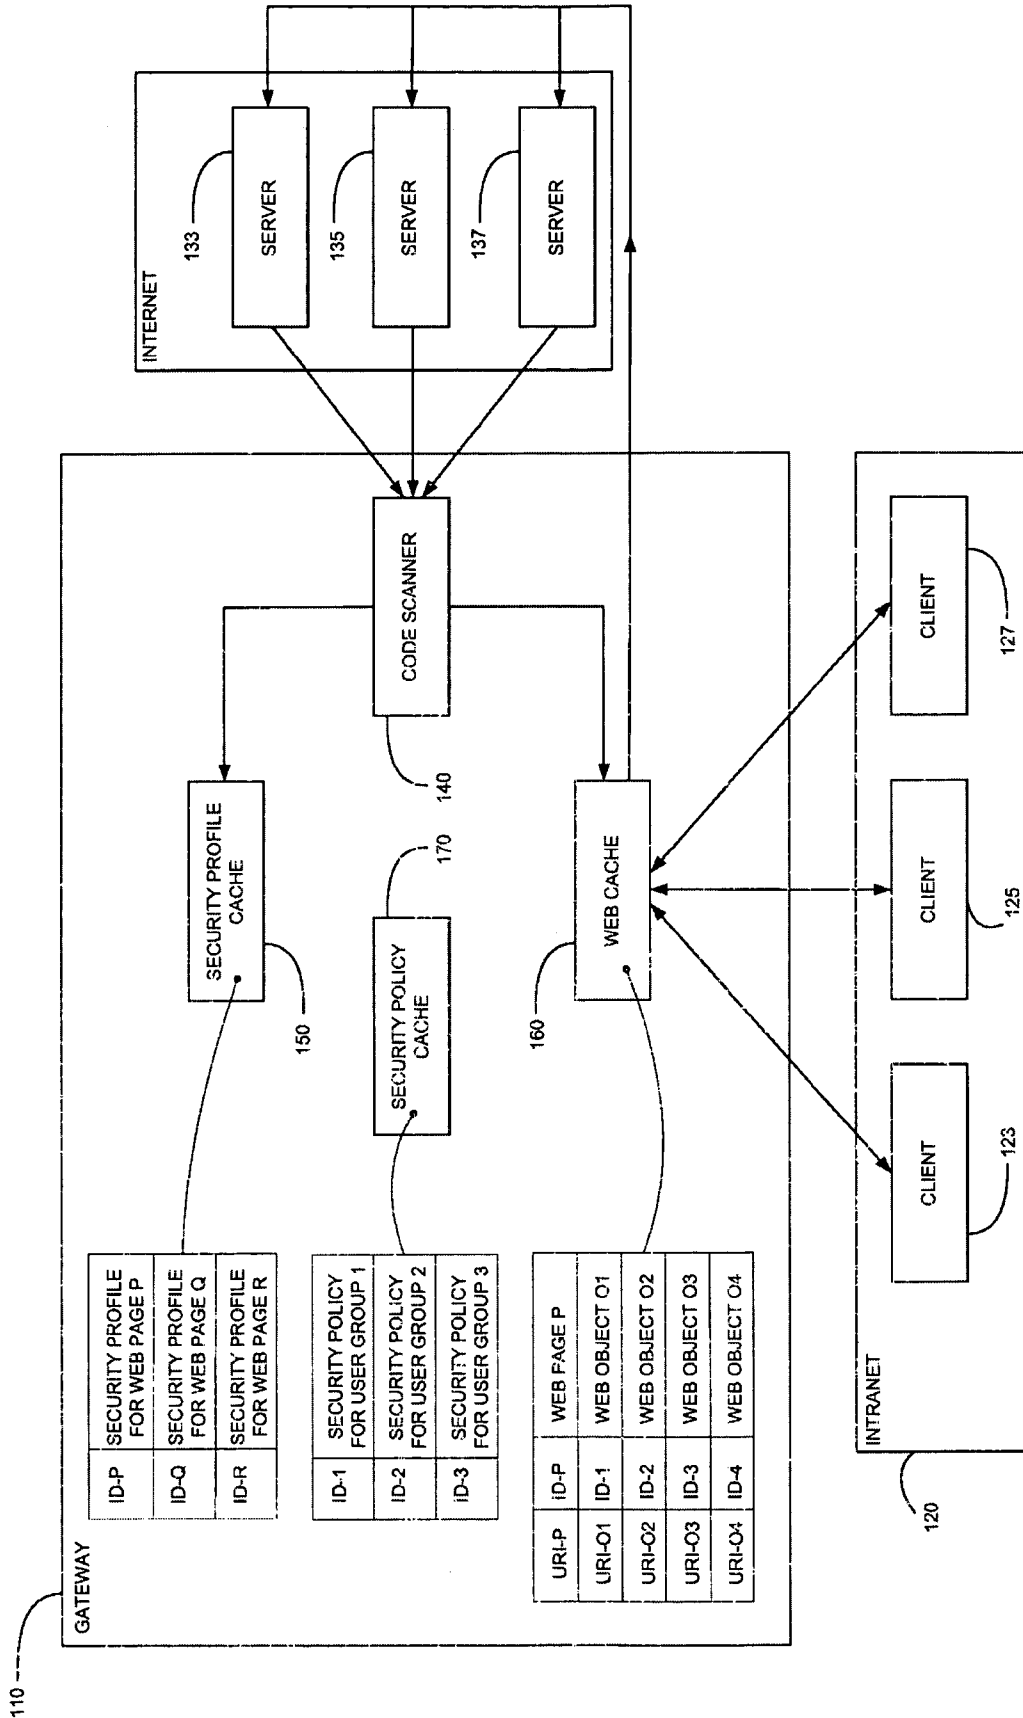 110
GATEWAY
ID-P
SECURITY PROFILE
FOR WEB PAGE P
ID-Q
SECURITY PROFILE
FOR WEB PAGE Q
ID-R
SECURITY PROFILE
FOR WEB PAGE R
SECURITY PROFILE
CACHE
150
ID-1
SECURITY POLICY
FOR USER GROUP 1
ID-2
SECURITY POLICY
FOR USER GROUP 2
ID-3
SECURITY POLICY
FOR USER GROUP 3
SECURITY POLICY
CACHE
170
140
CODE SCANNER
URI-P
ID-P
WEB PAGE P
URI-O1
ID-1
WEB OBJECT O1
URI-O2
ID-2
WEB OBJECT O2
URI-O3
ID-3
WEB OBJECT O3
URI-O4
ID-4
WEB OBJECT O4
160
WEB CACHE
INTERNET
133
SERVER
135
SERVER
137
SERVER
120
INTRANET
CLIENT
123
CLIENT
125
CLIENT
127